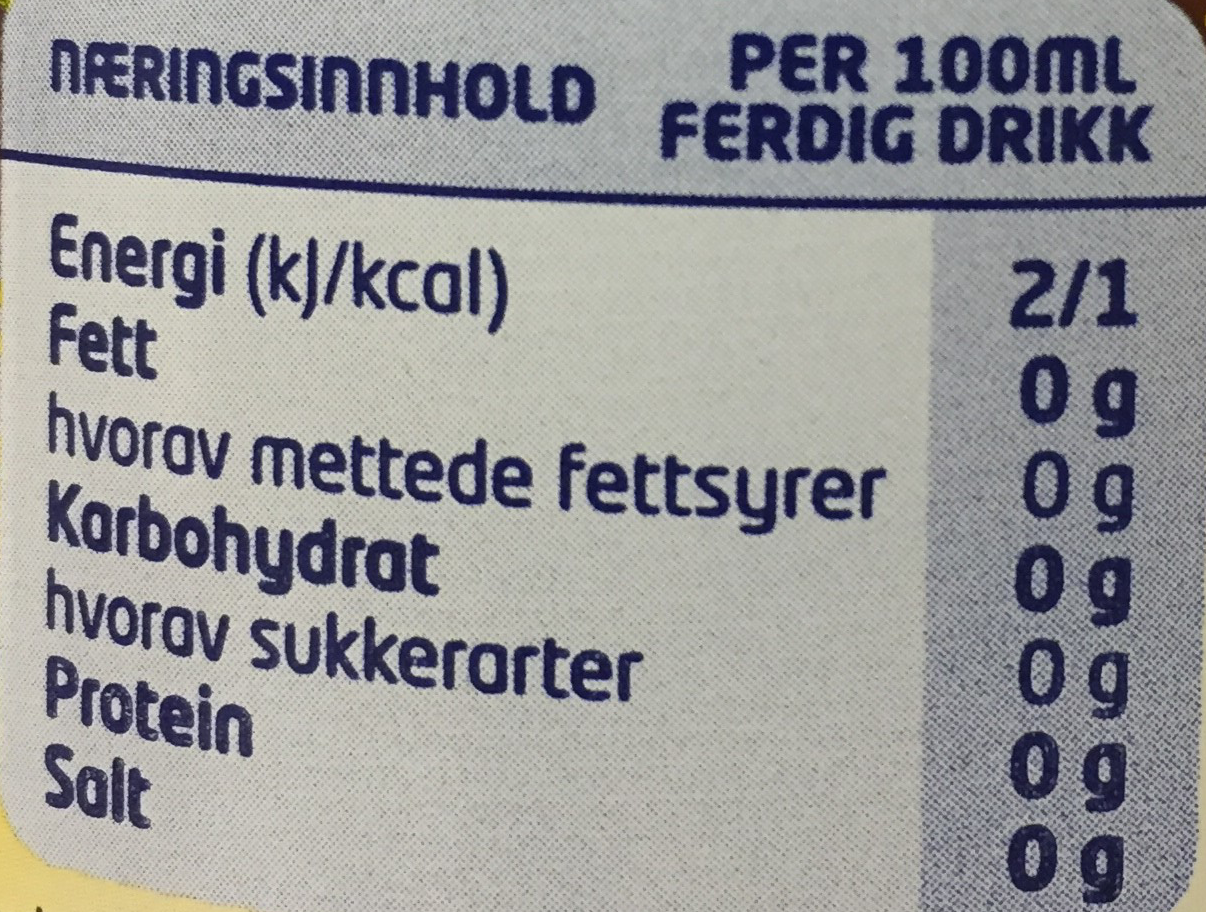 NÆRINGSINNHOLD PER 100ML
FERDIG DRIKK
Energi (kJ/kcal) 2/1
Fett 0 g
hvorav mettede fettsyrer 0 g
Karbohydrat 0 g
hvorav sukkerarter 0 g
Protein 0 g
Salt 0 g